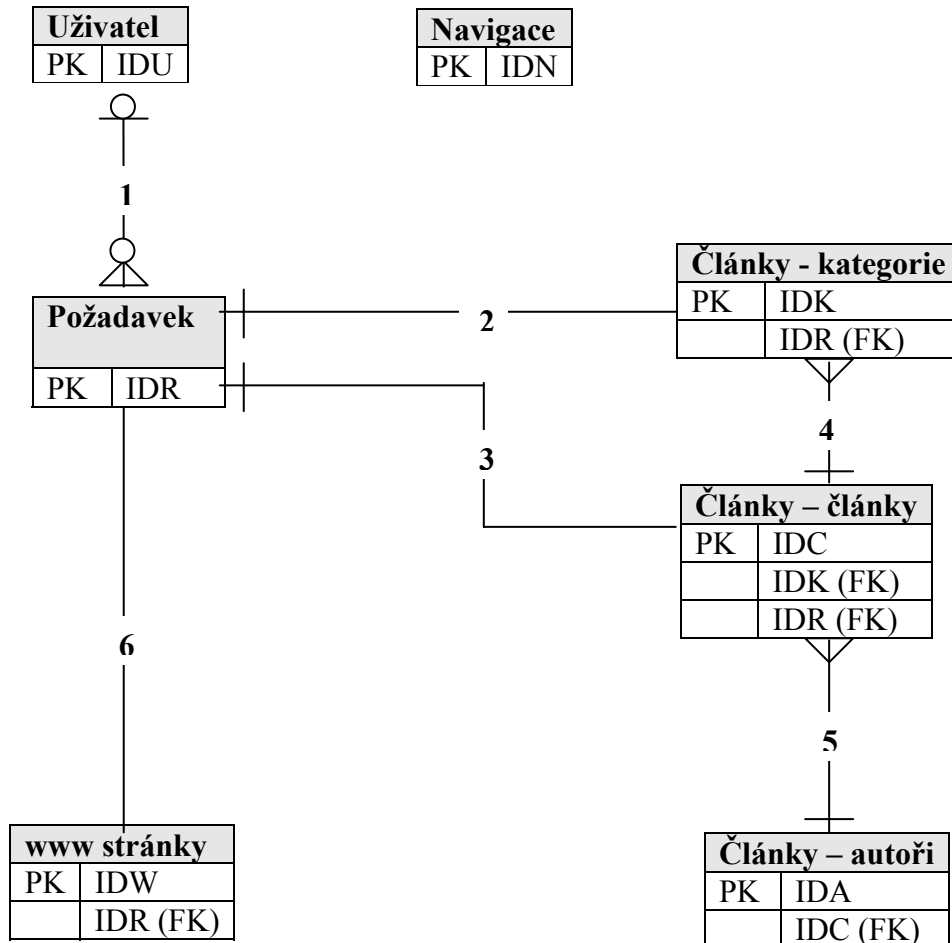 Uživatel
PK IDU
Navigace
PK IDN
1
Požadavek
PK IDR
2
3
Články - kategorie
PK IDK
IDR (FK)
4
Články – články
PK IDC
IDK (FK)
IDR (FK)
6
5
www stránky
PK IDW
IDR (FK)
Články – autoři
PK IDA
IDC (FK)